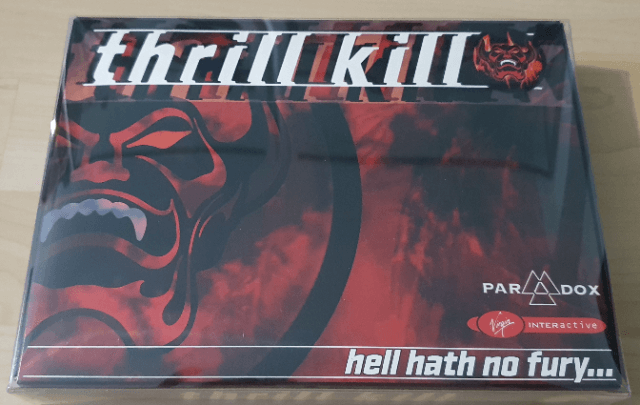 thrill kill
PARADOX
Virgin INTERactive
hell hath no fury...